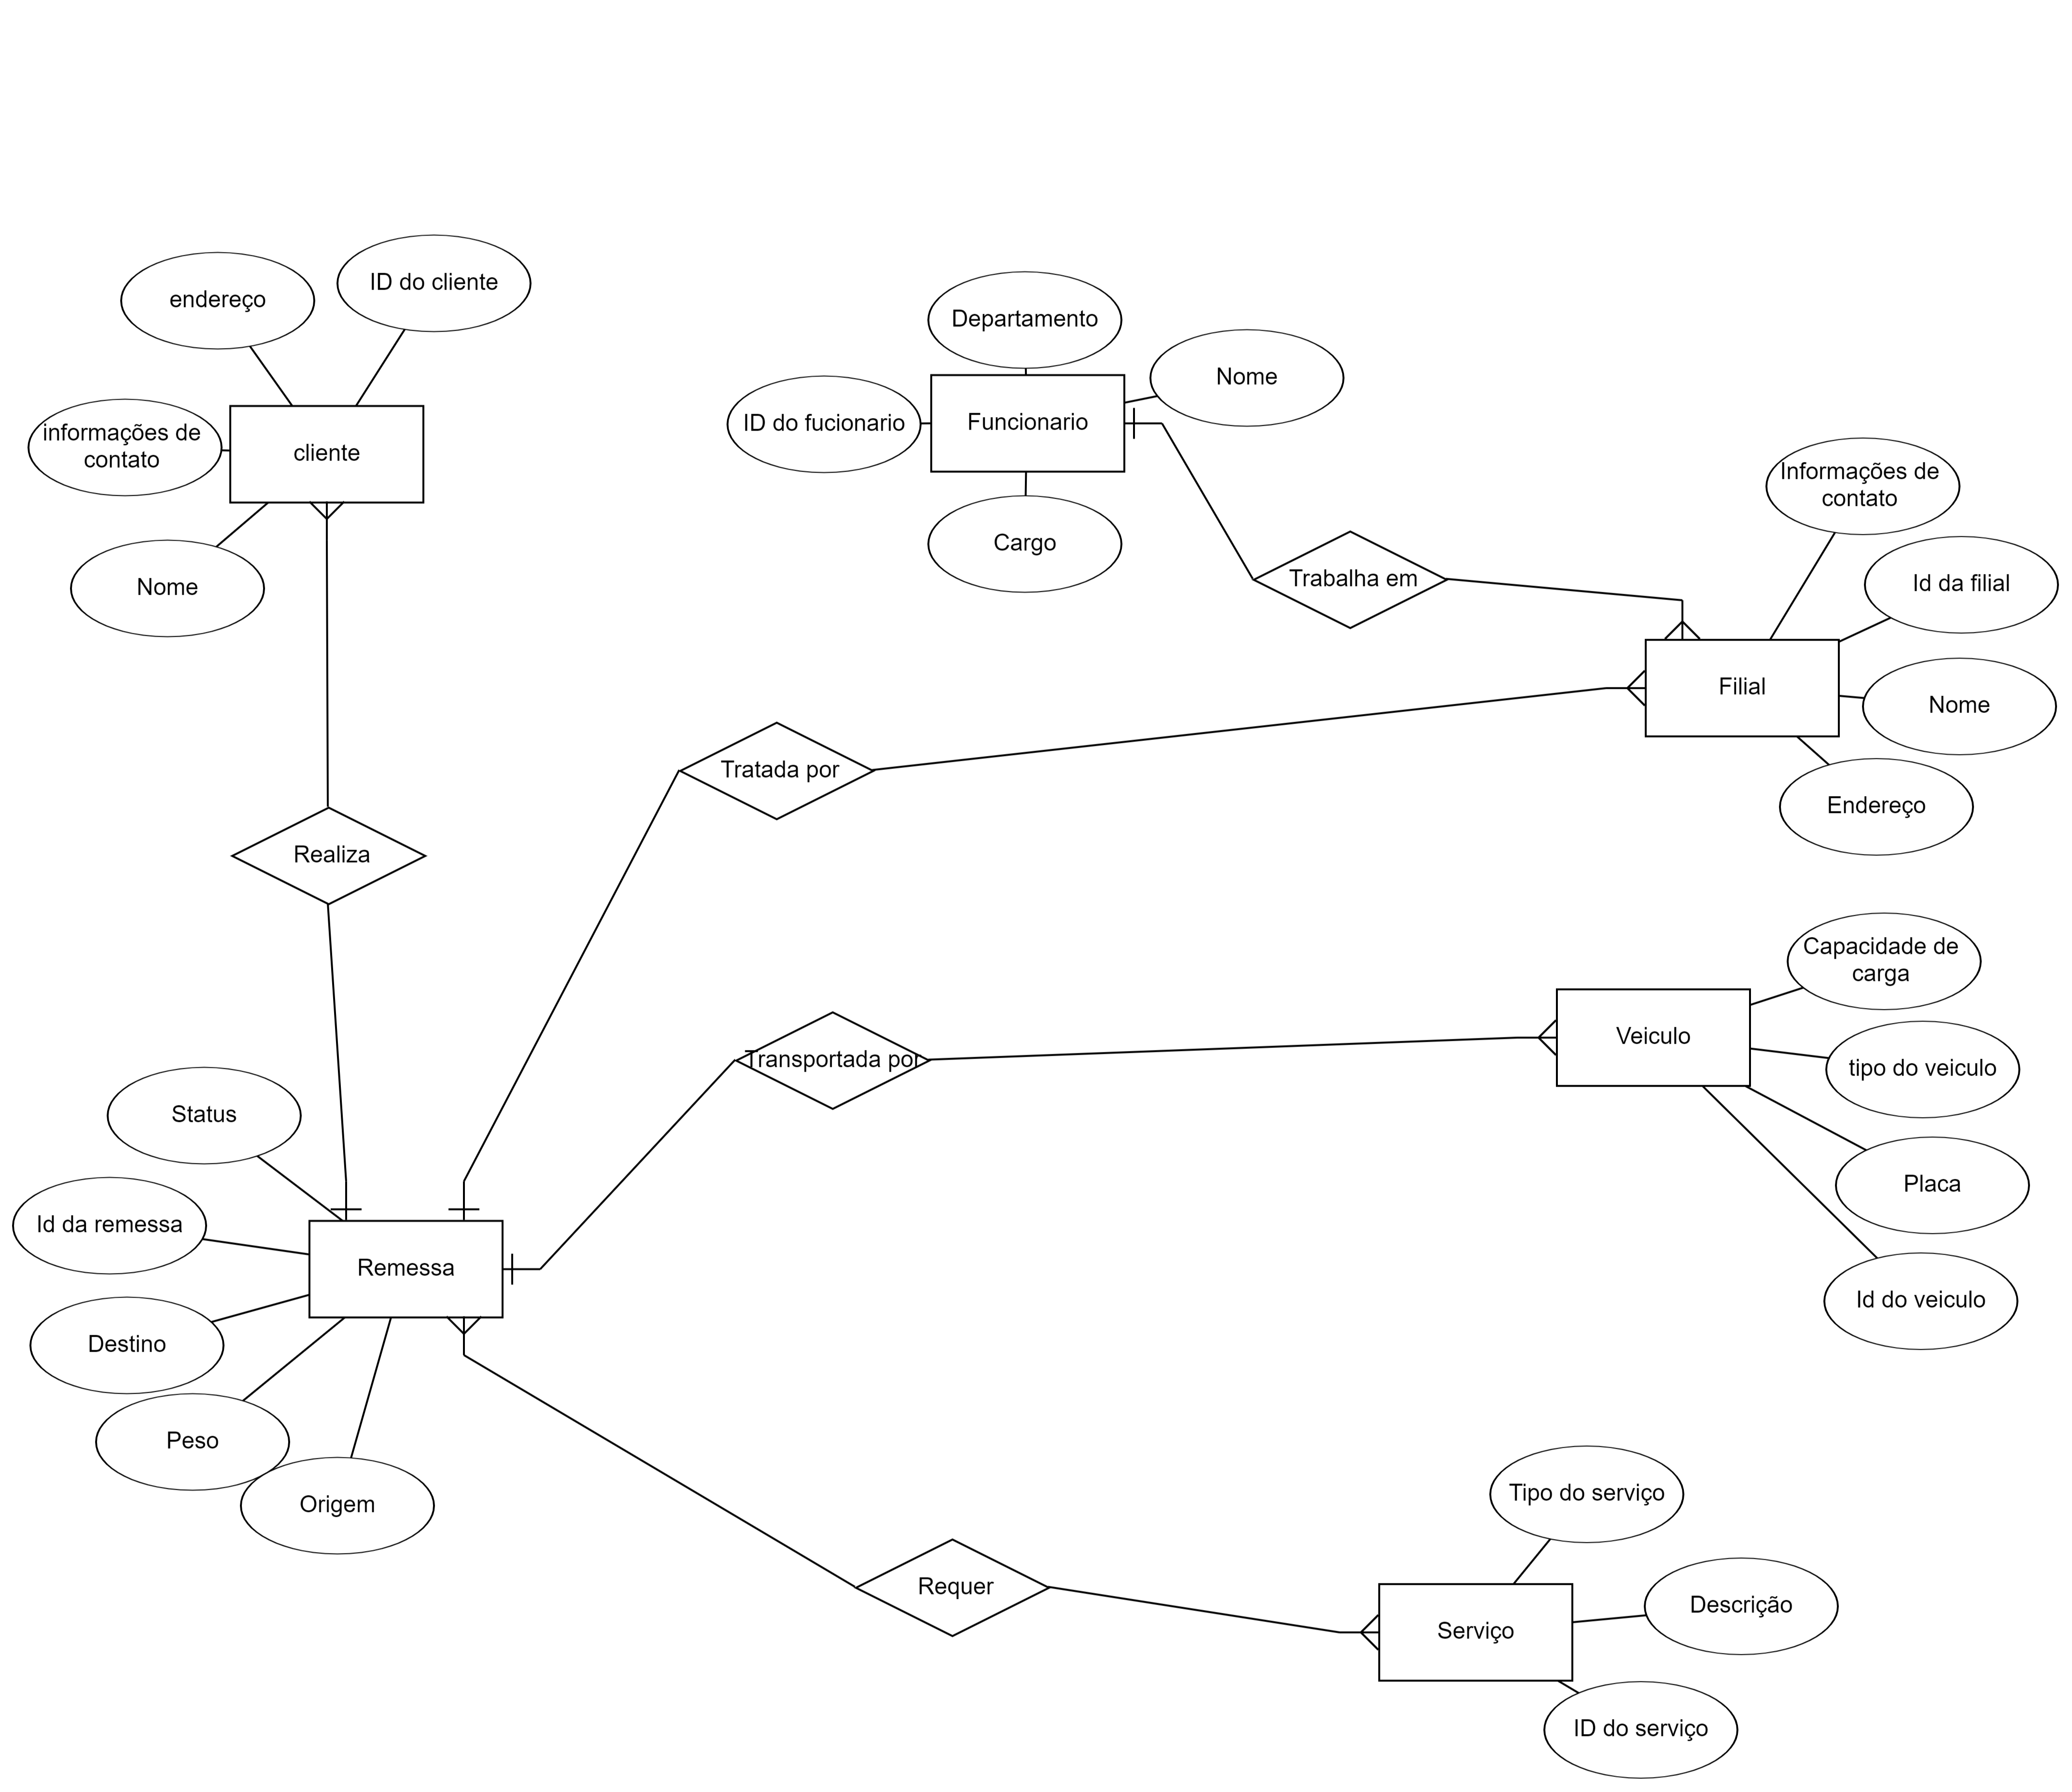 endereço
ID do cliente
informações de
contato
cliente
Nome
Departamento
Nome
ID do fucionario
Funcionario
Cargo
Trabalha em
Informações de
contato
Id da filial
Filial
Nome
Endereço
Tratada por
Realiza
Capacidade de
carga
Veiculo
tipo do veiculo
Placa
Id do veiculo
Transportada por
Status
Id da remessa
Remessa
Destino
Peso
Origem
Requer
Tipo do serviço
Descrição
Serviço
ID do serviço